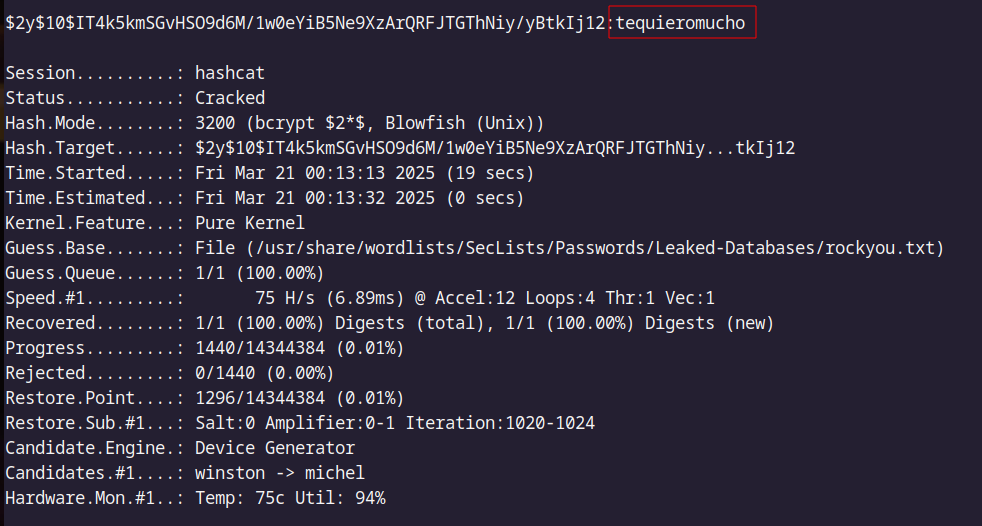 $2y$10$IT4k5kmSGvHSO9d6M/1w0eYiB5Ne9XzArQRFJTGThNiy/yBtkIj12:tequieromucho
Session..........: hashcat
Status...........: Cracked
Hash.Mode........: 3200 (bcrypt $2*$, Blowfish (Unix))
Hash.Target......: $2y$10$IT4k5kmSGvHSO9d6M/1w0eYiB5Ne9XzArQRFJTGThNiy...tkIj12
Time.Started.....: Fri Mar 21 00:13:13 2025 (19 secs)
Time.Estimated...: Fri Mar 21 00:13:32 2025 (0 secs)
Kernel.Feature...: Pure Kernel
Guess.Base.......: File (/usr/share/wordlists/SecLists/Passwords/Leaked-Databases/rockyou.txt)
Guess.Queue......: 1/1 (100.00%)
Speed.#1.........:       75 H/s (6.89ms) @ Accel:12 Loops:4 Thr:1 Vec:1
Recovered........: 1/1 (100.00%) Digests (total), 1/1 (100.00%) Digests (new)
Progress.........: 1440/14344384 (0.01%)
Rejected.........: 0/1440 (0.00%)
Restore.Point....: 1296/14344384 (0.01%)
Restore.Sub.#1...: Salt:0 Amplifier:0-1 Iteration:1020-1024
Candidate.Engine.: Device Generator
Candidates.#1....: winston -> michel
Hardware.Mon.#1..: Temp: 75c Util: 94%